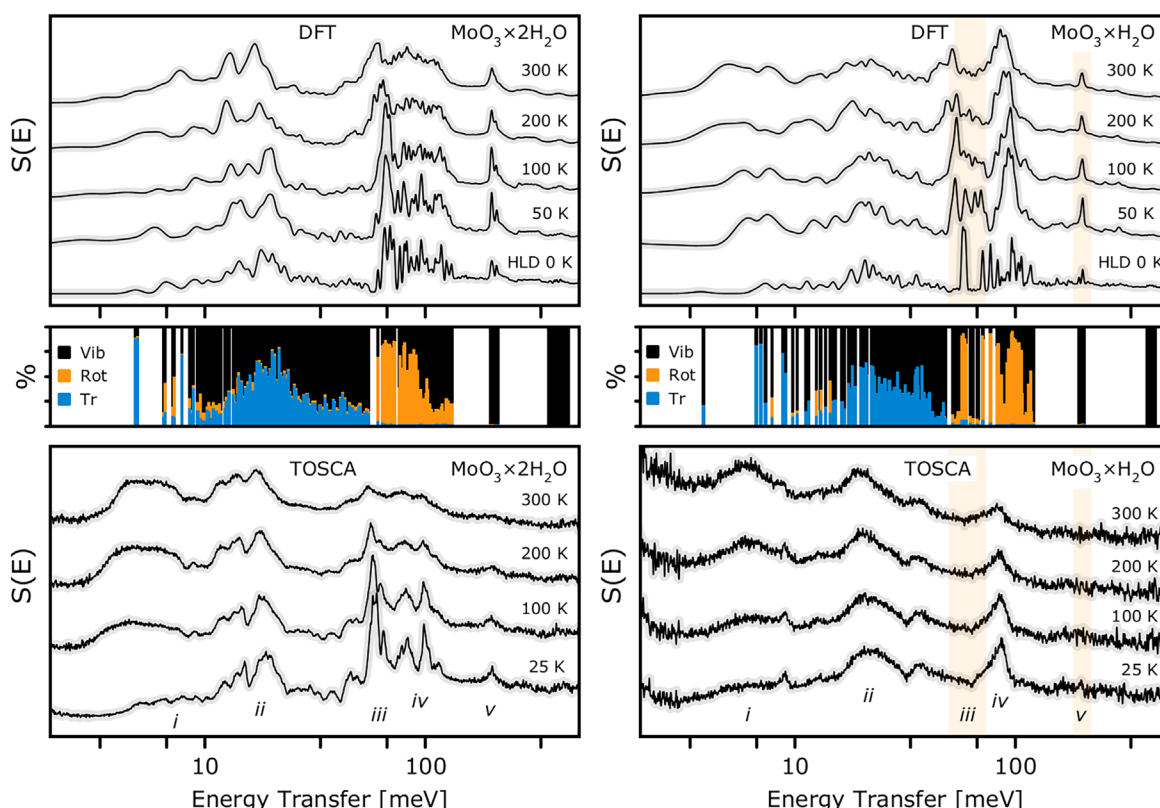 DFT MoO3×2H2O
300 K
200 K
100 K
50 K
HLD 0 K
S(E)
DFT MoO3×H2O
300 K
200 K
100 K
50 K
HLD 0 K
S(E)
%
Vib
Rot
Tr
%
Vib
Rot
Tr
TOSCA MoO3×2H2O
300 K
200 K
100 K
25 K
S(E)
i ii iii iv v
10 100
Energy Transfer [meV]
TOSCA MoO3×H2O
300 K
200 K
100 K
25 K
S(E)
i ii iii iv v
10 100
Energy Transfer [meV]